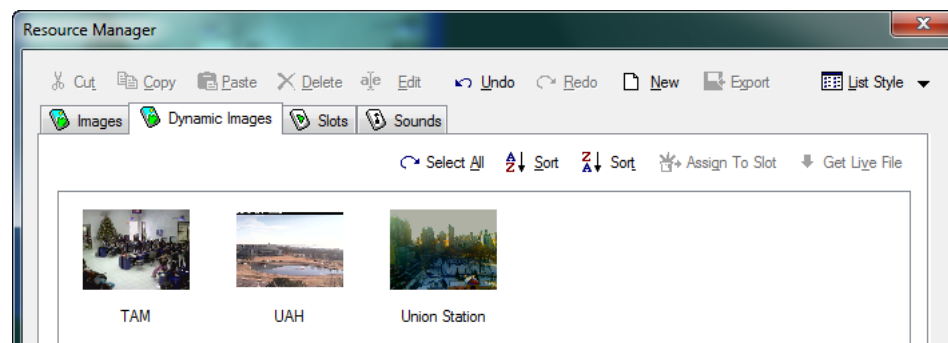 Resource Manager
Cut Copy Paste Delete Edit Undo Redo New Export List Style
Images Dynamic Images Slots Sounds
Select All Sort Sort Assign To Slot Get Live File
TAM UAH Union Station